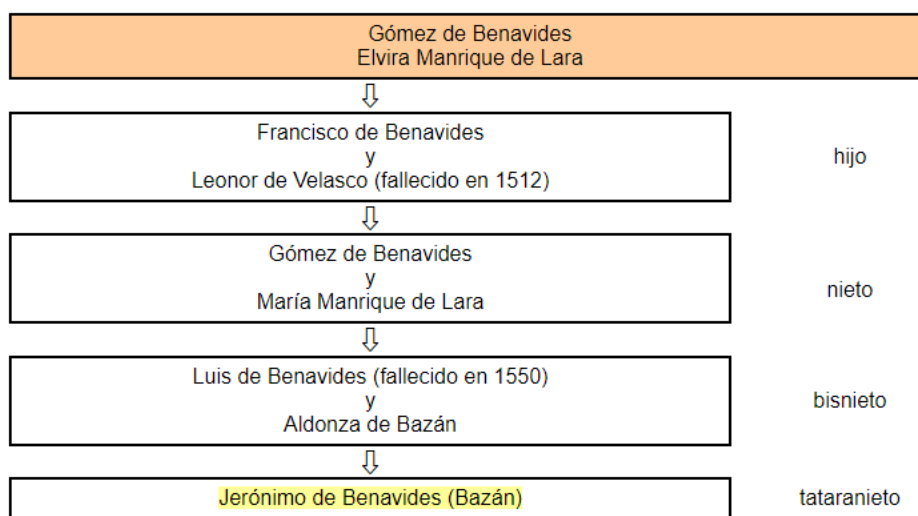 Gómez de Benavides
Elvira Manrique de Lara
Francisco de Benavides
y
Leonor de Velasco (fallecido en 1512)
hijo
Gómez de Benavides
y
María Manrique de Lara
nieto
Luis de Benavides (fallecido en 1550)
y
Aldonza de Bazán
bisnieto
Jerónimo de Benavides (Bazán)
tataranieto